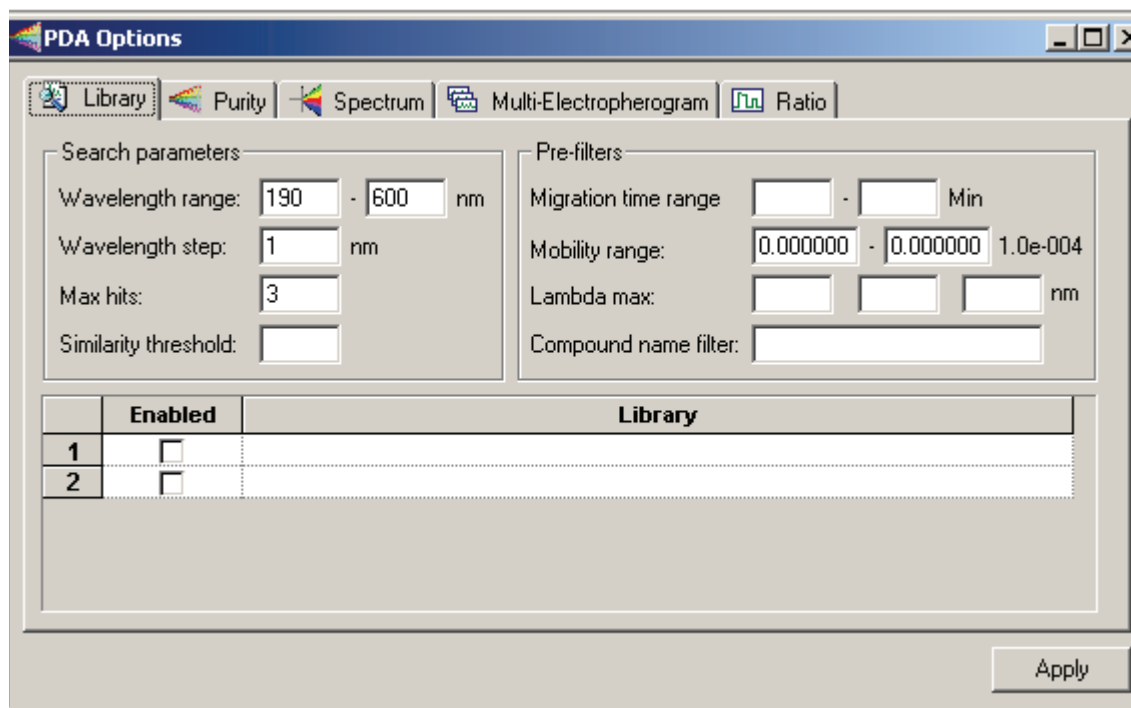 PDA Options
Library Purity Spectrum Multi-Electropherogram Ratio
Search parameters
Wavelength range: 190 - 600 nm
Wavelength step: 1 nm
Max hits: 3
Similarity threshold:
Pre-filters
Migration time range - Min
Mobility range: 0.000000 - 0.000000 1.0e-004
Lambda max: nm
Compound name filter:
Enabled Library
1
2
Apply